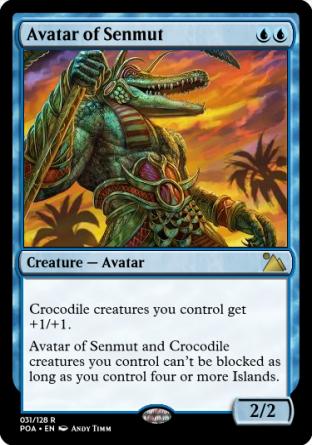 Avatar of Senmut
Creature — Avatar
Crocodile creatures you control get
+1/+1.
Avatar of Senmut and Crocodile
creatures you control can't be blocked as
long as you control four or more Islands.
2/2
031/128 R
POA • EN Andy Timm